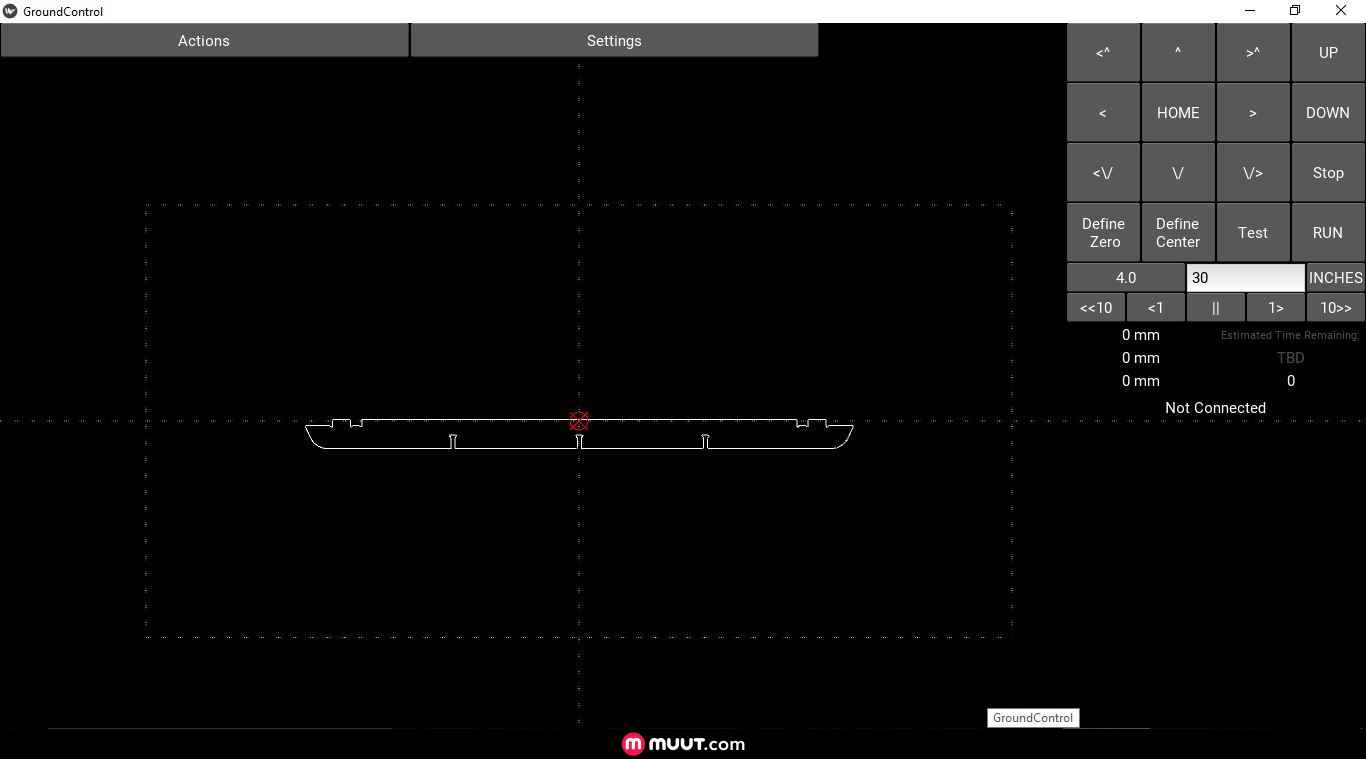 GroundControl
Actions
Settings
<^
^
>^
UP
<
HOME
>
DOWN
<\/
\/
\/>
Stop
Define Zero
Define Center
Test
RUN
4.0
30
INCHES
<<10
<1
||
1>
10>>
0 mm
Estimated Time Remaining:
0 mm
TBD
0 mm
0
Not Connected
GroundControl
muut.com